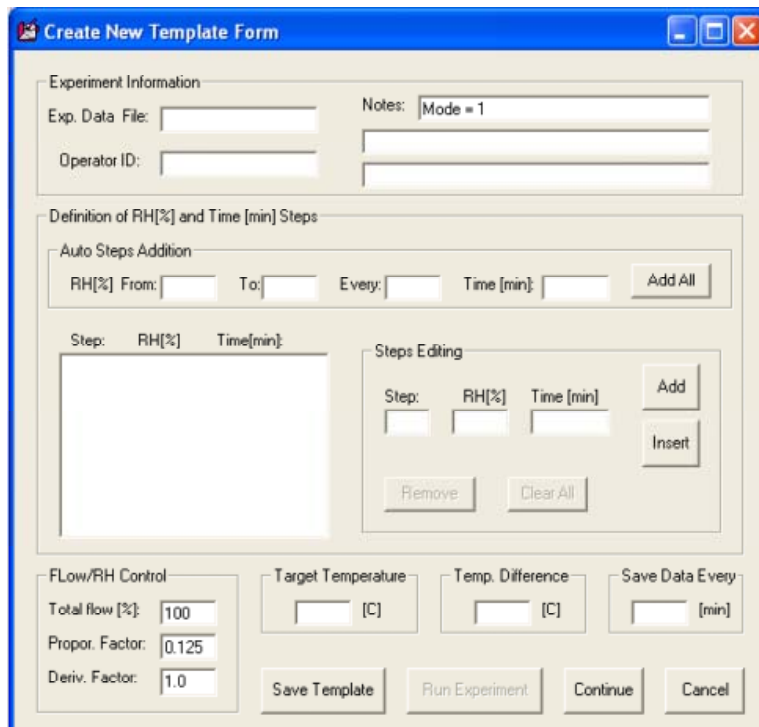 Create New Template Form
Experiment Information
Exp. Data File:
Notes: Mode = 1
Operator ID:
Definition of RH[%] and Time [min] Steps
Auto Steps Addition
RH[%] From: To: Every: Time [min]: Add All
Step: RH[%] Time[min]:
Steps Editing
Step: RH[%] Time [min]
Add
Insert
Remove Clear All
FLow/RH Control
Total flow [%]: 100
Propor. Factor: 0.125
Deriv. Factor: 1.0
Target Temperature
[C]
Temp. Difference
[C]
Save Data Every
[min]
Save Template Run Experiment Continue Cancel